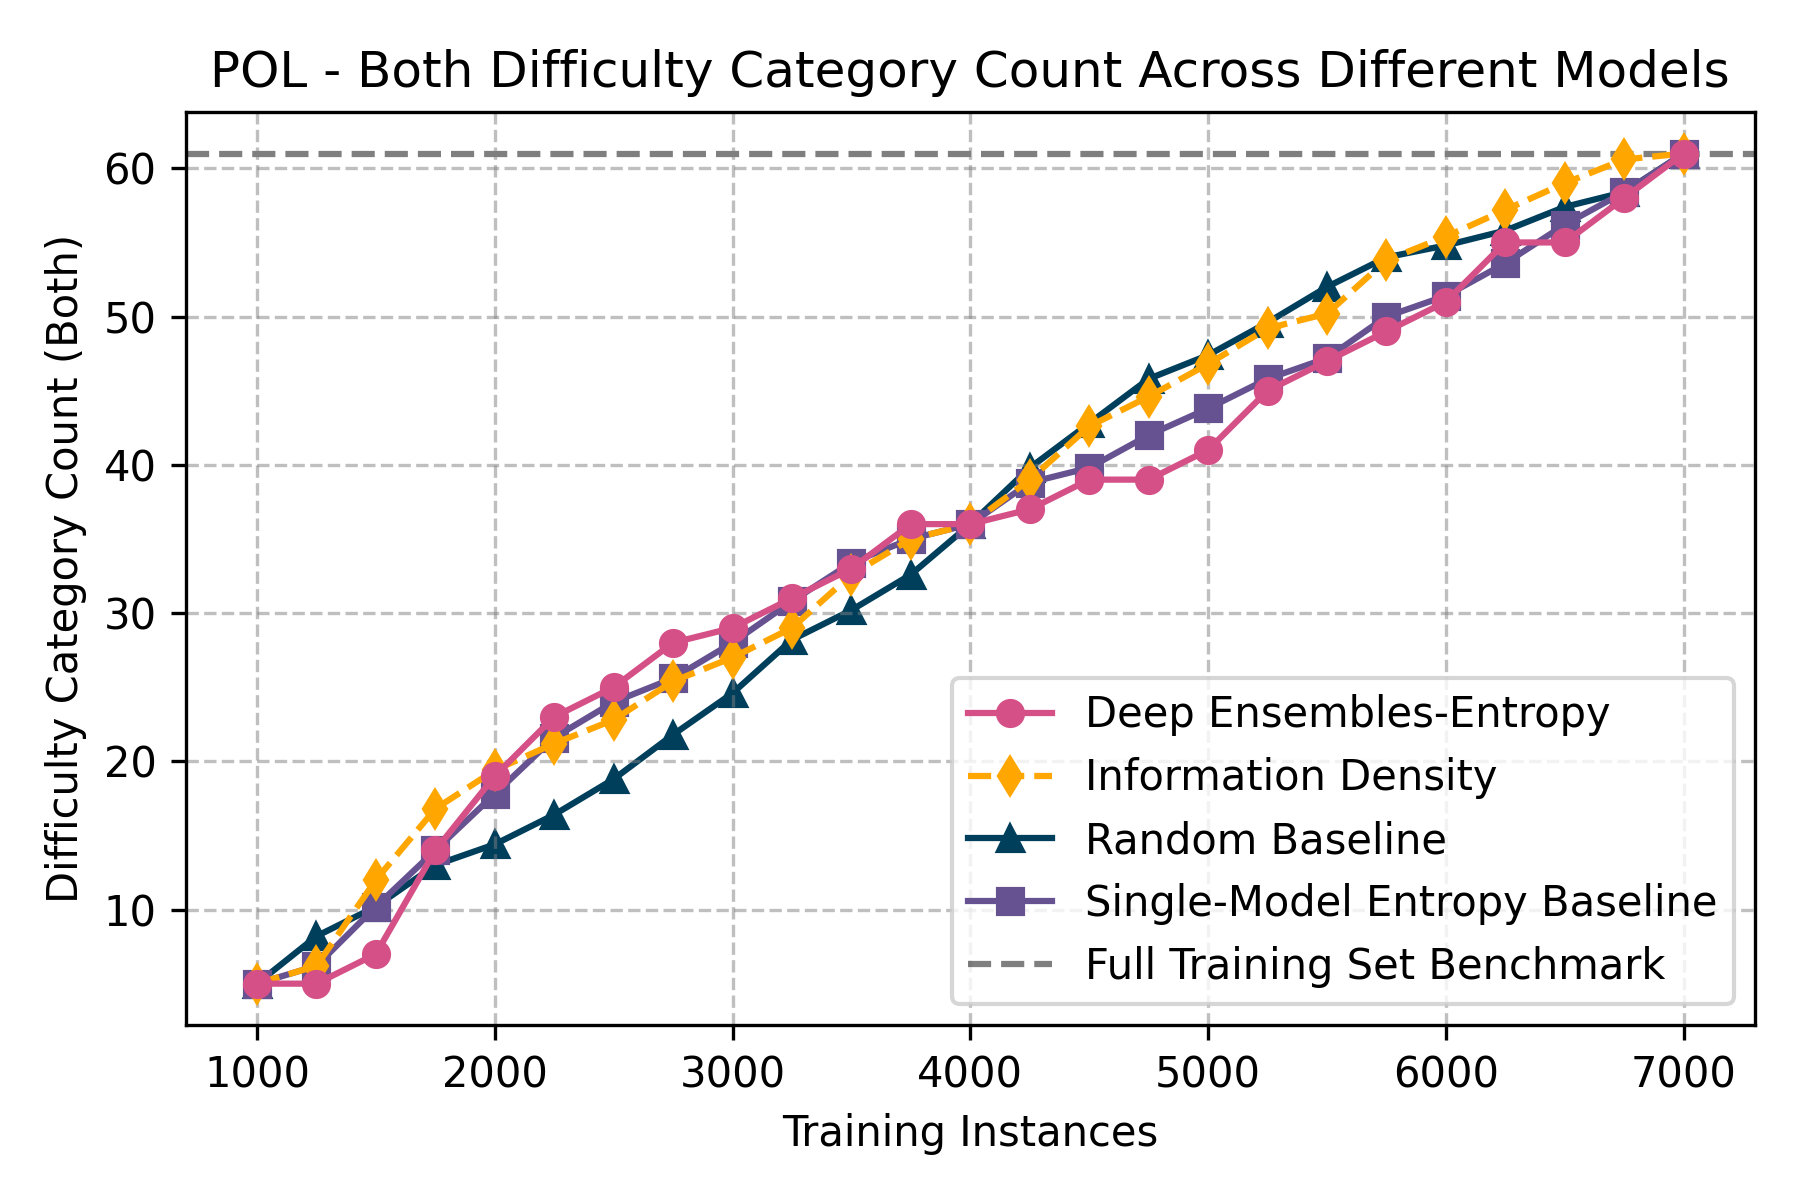 POL - Both Difficulty Category Count Across Different Models
Difficulty Category Count (Both)
60
50
40
30
20
10
Deep Ensembles-Entropy
Information Density
Random Baseline
Single-Model Entropy Baseline
Full Training Set Benchmark
1000 2000 3000 4000 5000 6000 7000
Training Instances